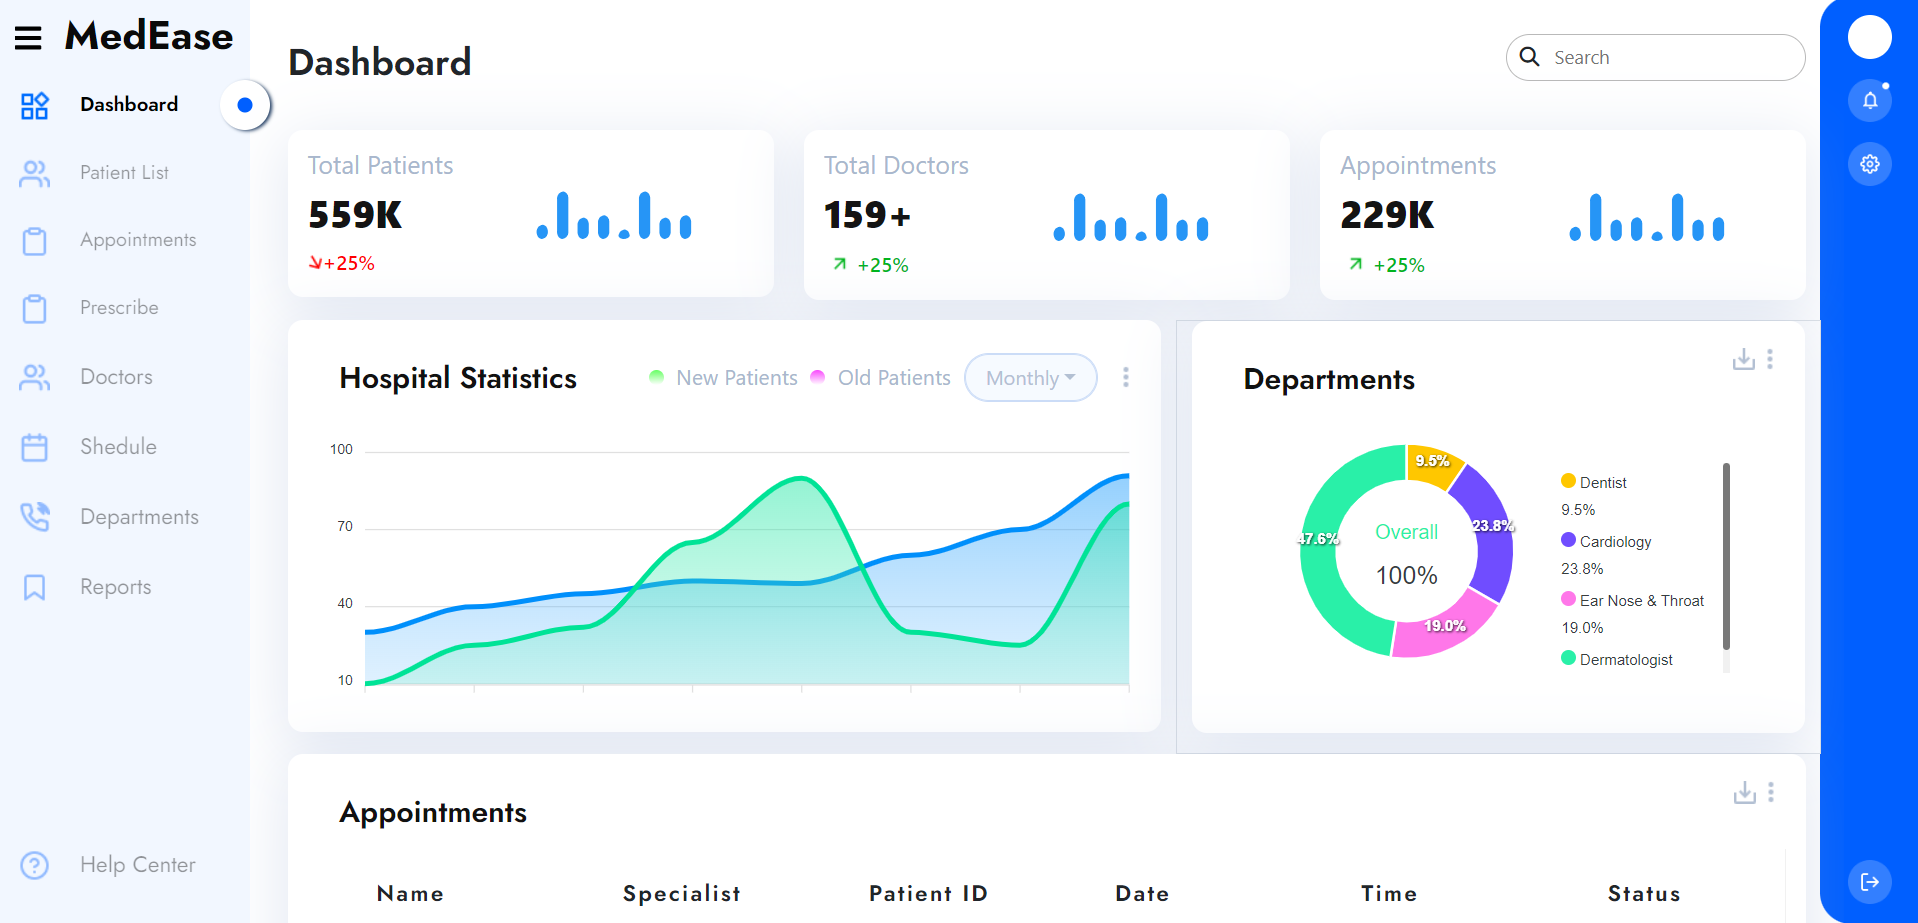 MedEase
Dashboard
Patient List
Appointments
Prescribe
Doctors
Shedule
Departments
Reports
Help Center
Dashboard
Search
Total Patients
559K
+25%
Total Doctors
159+
+25%
Appointments
229K
+25%
Hospital Statistics
New Patients
Old Patients
Monthly
100
70
40
10
Departments
9.5%
23.8%
19.0%
47.6%
Overall
100%
Dentist
9.5%
Cardiology
23.8%
Ear Nose & Throat
19.0%
Dermatologist
Appointments
Name Specialist Patient ID Date Time Status